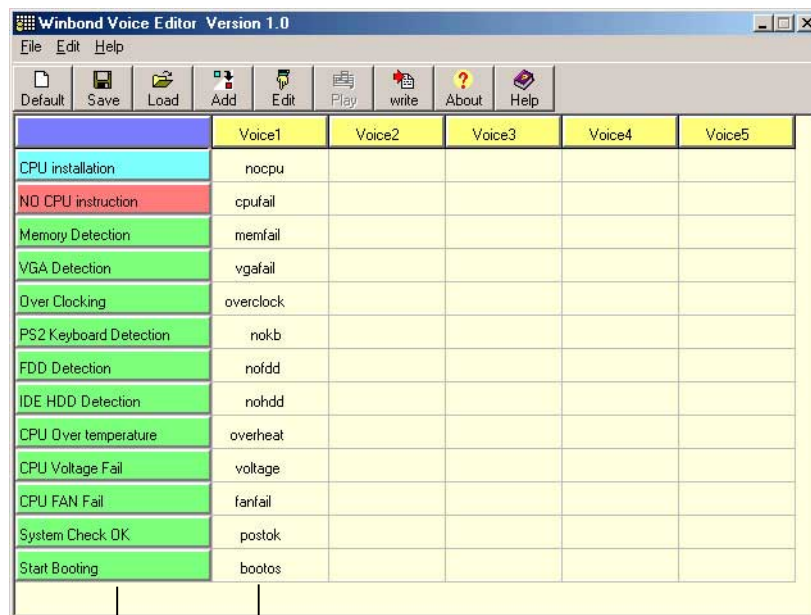 Winbond Voice Editor Version 1.0
File Edit Help
Default Save Load Add Edit Play write About Help
Voice1 Voice2 Voice3 Voice4 Voice5
CPU installation nocpu
NO CPU instruction cpufail
Memory Detection memfail
VGA Detection vgafail
Over Clocking overclock
PS2 Keyboard Detection nokb
FDD Detection nofdd
IDE HDD Detection nohdd
CPU Over temperature overheat
CPU Voltage Fail voltage
CPU FAN Fail fanfail
System Check OK postok
Start Booting bootos